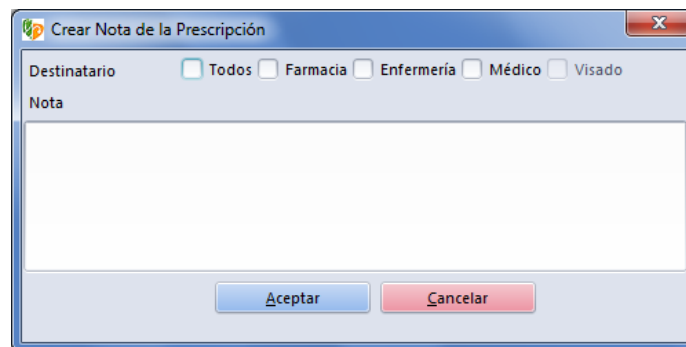 Crear Nota de la Prescripción
Destinatario Todos Farmacia Enfermería Médico Visado
Nota
Aceptar Cancelar